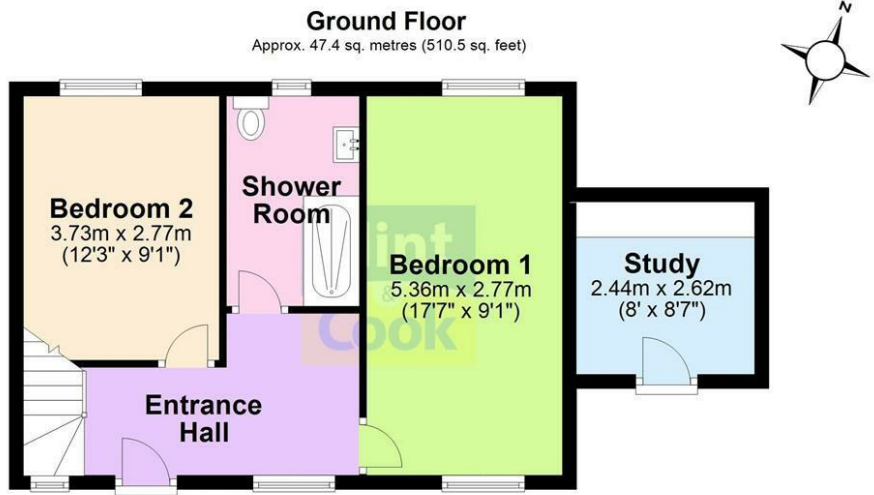 Ground Floor
Approx. 47.4 sq. metres (510.5 sq. feet)
N
Bedroom 2
3.73m x 2.77m
(12'3" x 9'1")
Shower
Room
Bedroom 1
5.36m x 2.77m
(17'7" x 9'1")
Study
2.44m x 2.62m
(8' x 8'7")
Entrance
Hall
&
Cook